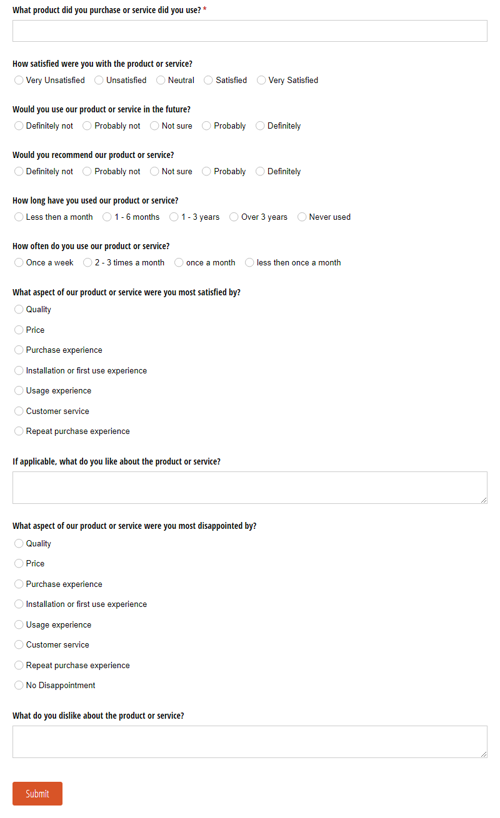 What product did you purchase or service did you use? *
How satisfied were you with the product or service?
Very Unsatisfied Unsatisfied Neutral Satisfied Very Satisfied
Would you use our product or service in the future?
Definitely not Probably not Not sure Probably Definitely
Would you recommend our product or service?
Definitely not Probably not Not sure Probably Definitely
How long have you used our product or service?
Less then a month 1 - 6 months 1 - 3 years Over 3 years Never used
How often do you use our product or service?
Once a week 2 - 3 times a month once a month less then once a month
What aspect of our product or service were you most satisfied by?
Quality
Price
Purchase experience
Installation or first use experience
Usage experience
Customer service
Repeat purchase experience
If applicable, what do you like about the product or service?
What aspect of our product or service were you most disappointed by?
Quality
Price
Purchase experience
Installation or first use experience
Usage experience
Customer service
Repeat purchase experience
No Disappointment
What do you dislike about the product or service?
Submit